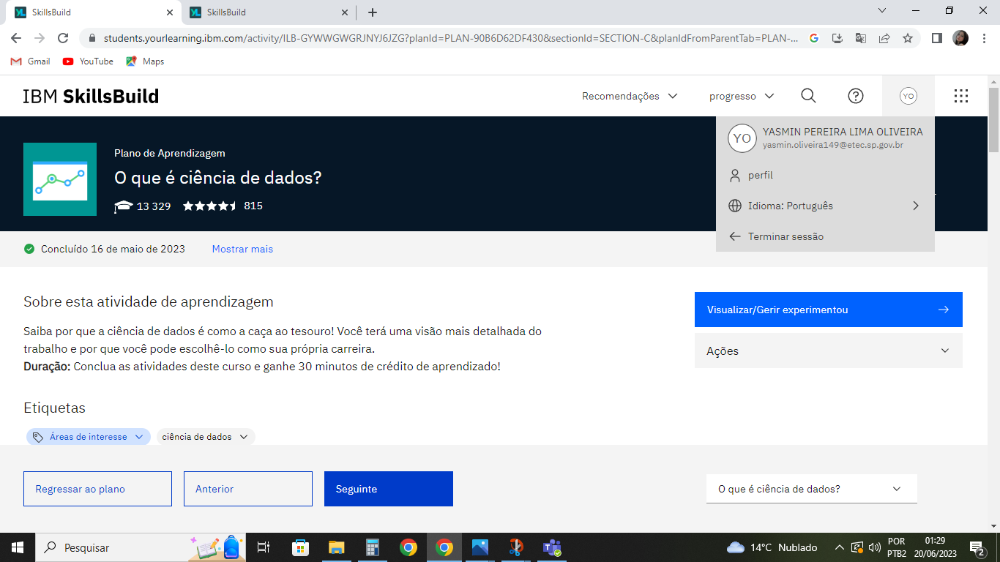 SkillsBuild
SkillsBuild
students.yourlearning.ibm.com/activity/ILB-GYWWGWGRJNYJ6JZG?planId=PLAN-90B6D62DF430&sectionId=SECTION-C&planIdFromParentTab=PLAN-...
Gmail
YouTube
Maps
IBM SkillsBuild
Recomendações
progresso
YO
YO
YASMIN PEREIRA LIMA OLIVEIRA
yasmin.oliveira149@etec.sp.gov.br
perfil
Idioma: Português
Terminar sessão
Plano de Aprendizagem
O que é ciência de dados?
13 329
815
Concluído 16 de maio de 2023
Mostrar mais
Sobre esta atividade de aprendizagem
Saiba por que a ciência de dados é como a caça ao tesouro! Você terá uma visão mais detalhada do
trabalho e por que você pode escolhê-lo como sua própria carreira.
Duração: Conclua as atividades deste curso e ganhe 30 minutos de crédito de aprendizado!
Visualizar/Gerir experimentou
Ações
Etiquetas
Áreas de interesse
ciência de dados
Regressar ao plano
Anterior
Seguinte
O que é ciência de dados?
Pesquisar
14°C Nublado
POR
PTB2
01:29
20/06/2023
2